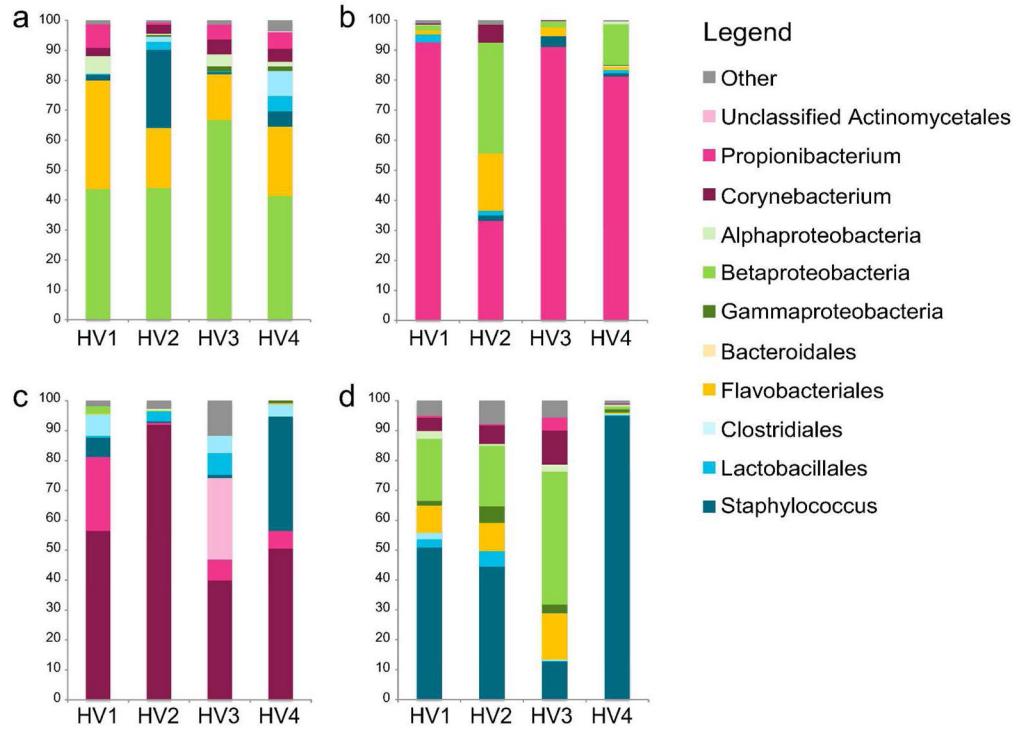 a
100
90
80
70
60
50
40
30
20
10
0
HV1 HV2 HV3 HV4
b
100
90
80
70
60
50
40
30
20
10
0
HV1 HV2 HV3 HV4
c
100
90
80
70
60
50
40
30
20
10
0
HV1 HV2 HV3 HV4
d
100
90
80
70
60
50
40
30
20
10
0
HV1 HV2 HV3 HV4
Legend
Other
Unclassified Actinomycetales
Propionibacterium
Corynebacterium
Alphaproteobacteria
Betaproteobacteria
Gammaproteobacteria
Bacteroidales
Flavobacteriales
Clostridiales
Lactobacillales
Staphylococcus